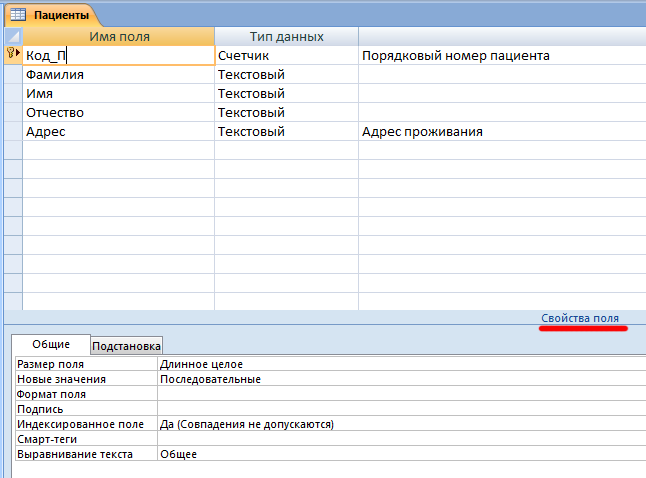 Пациенты
Имя поля Тип данных
Код_П Счетчик Порядковый номер пациента
Фамилия Текстовый
Имя Текстовый
Отчество Текстовый
Адрес Текстовый Адрес проживания
Свойства поля
Общие Подстановка
Размер поля Длинное целое
Новые значения Последовательные
Формат поля
Подпись
Индексированное поле Да (Совпадения не допускаются)
Смарт-теги
Выравнивание текста Общее